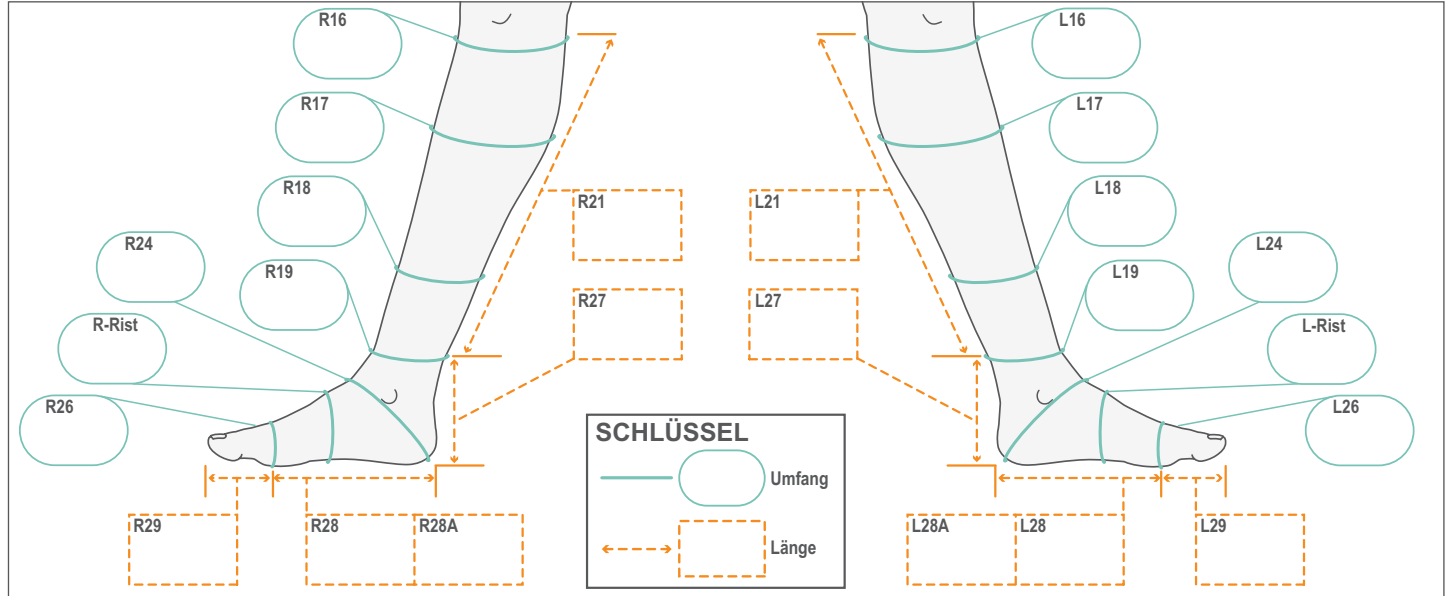 R16
L16
R17
L17
R18
R21
L21
L18
R24
L24
R19
L19
R27
L27
R-Rist
L-Rist
R26
L26
SCHLÜSSEL
Umfang
Länge
R29
R28
R28A
L28A
L28
L29